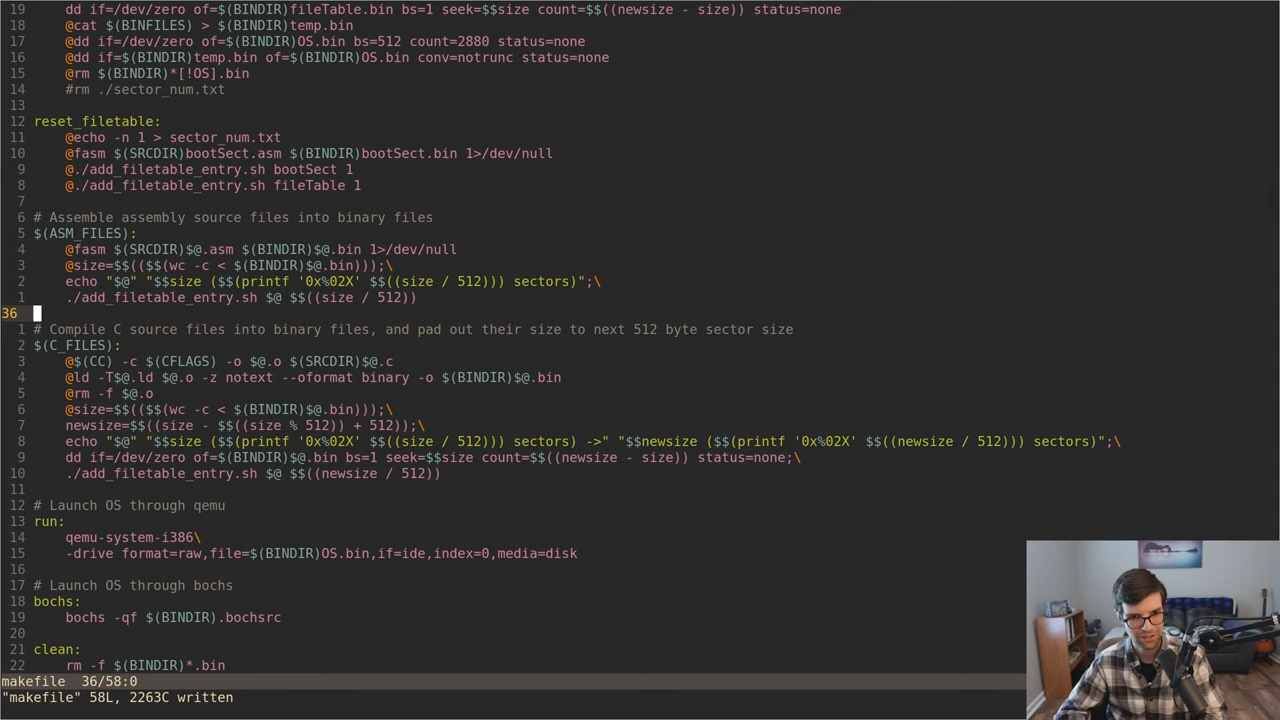 19      dd if=/dev/zero of=$(BINDIR)fileTable.bin bs=1 seek=$$size count=$$((newsize - size)) status=none
18      @cat $(BINFILES) > $(BINDIR)temp.bin
17      @dd if=/dev/zero of=$(BINDIR)OS.bin bs=512 count=2880 status=none
16      @dd if=$(BINDIR)temp.bin of=$(BINDIR)OS.bin conv=notrunc status=none
15      @rm $(BINDIR)*[!OS].bin
14      #rm ./sector_num.txt
13
12  reset_filetable:
11      @echo -n 1 > sector_num.txt
10      @fasm $(SRCDIR)bootSect.asm $(BINDIR)bootSect.bin 1>/dev/null
9      @./add_filetable_entry.sh bootSect 1
8      @./add_filetable_entry.sh fileTable 1
7
6  # Assemble assembly source files into binary files
5  $(ASM_FILES):
4      @fasm $(SRCDIR)$@.asm $(BINDIR)$@.bin 1>/dev/null
3      @size=$$(($$(wc -c < $(BINDIR)$@.bin)));\
2      echo "$@" "$$size ($$(printf '0x%02X' $$((size / 512))) sectors)";\
1      ./add_filetable_entry.sh $@ $$((size / 512))
36
1  # Compile C source files into binary files, and pad out their size to next 512 byte sector size
2  $(C_FILES):
3      @$(CC) -c $(CFLAGS) -o $@.o $(SRCDIR)$@.c
4      @ld -T$@.ld $@.o -z notext --oformat binary -o $(BINDIR)$@.bin
5      @rm -f $@.o
6      @size=$$(($$(wc -c < $(BINDIR)$@.bin)));\
7      newsize=$$((size - $$((size % 512)) + 512));\
8      echo "$@" "$$size ($$(printf '0x%02X' $$((size / 512))) sectors) ->" "$$newsize ($$(printf '0x%02X' $$((newsize / 512))) sectors)";\
9      dd if=/dev/zero of=$(BINDIR)$@.bin bs=1 seek=$$size count=$$((newsize - size)) status=none;\
10      ./add_filetable_entry.sh $@ $$((newsize / 512))
11
12  # Launch OS through qemu
13  run:
14      qemu-system-i386\
15      -drive format=raw,file=$(BINDIR)OS.bin,if=ide,index=0,media=disk
16
17  # Launch OS through bochs
18  bochs:
19      bochs -qf $(BINDIR).bochsrc
20
21  clean:
22      rm -f $(BINDIR)*.bin
makefile  36/58:0
"makefile" 58L, 2263C written